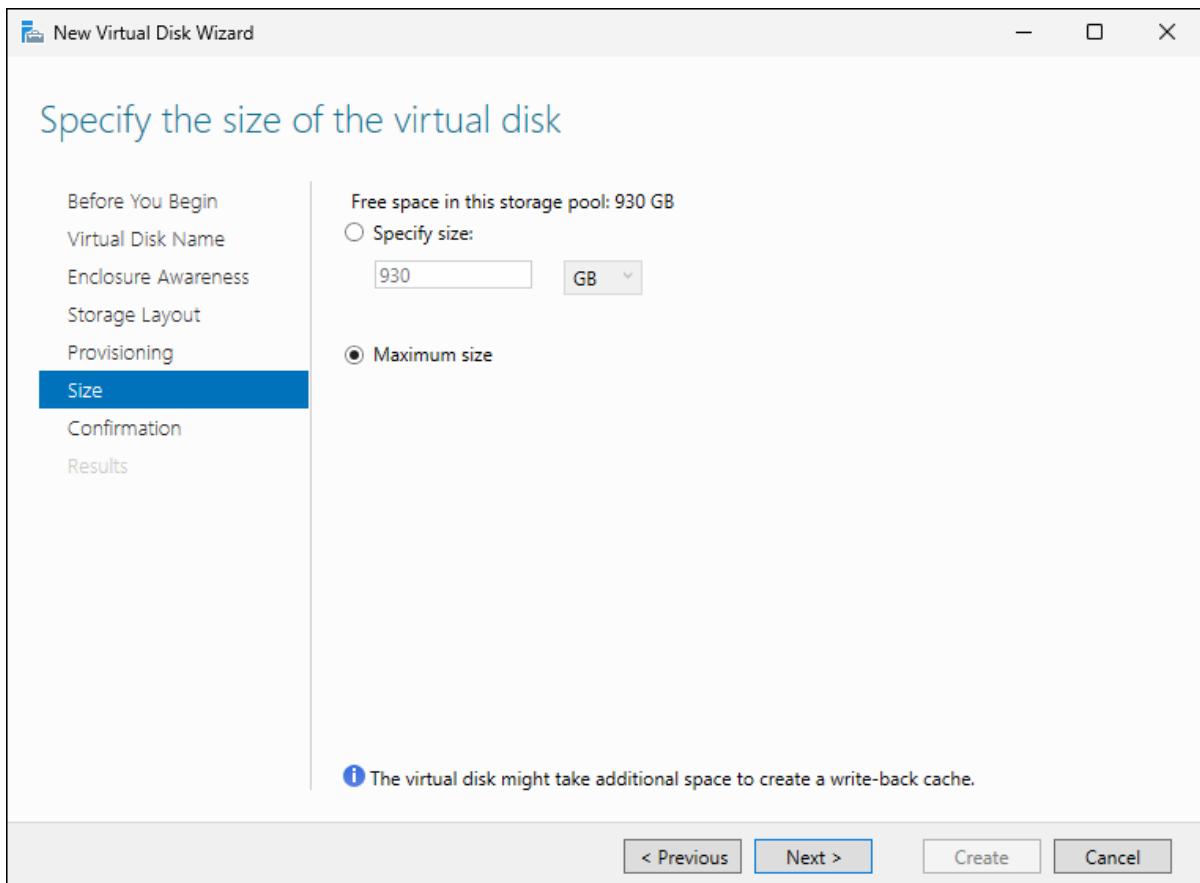 New Virtual Disk Wizard
Specify the size of the virtual disk
Before You Begin
Virtual Disk Name
Enclosure Awareness
Storage Layout
Provisioning
Size
Confirmation
Results
Free space in this storage pool: 930 GB
Specify size:
930 GB
Maximum size
The virtual disk might take additional space to create a write-back cache.
< Previous Next > Create Cancel